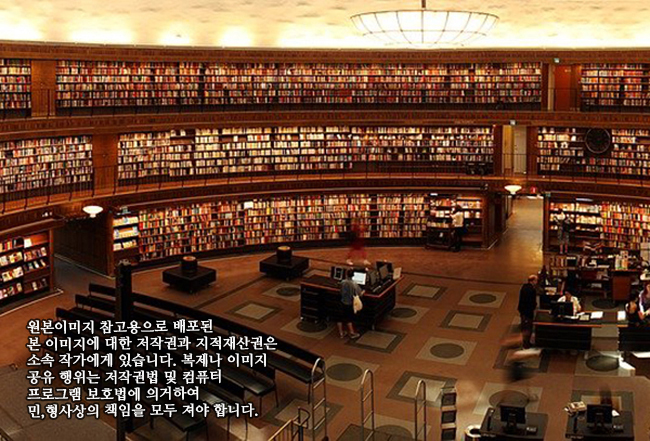 원본이미지 참고용으로 배포된
본 이미지에 대한 저작권과 지적재산권은
소속 작가에게 있습니다. 복제나 이미지
공유 행위는 저작권법 및 컴퓨터
프로그램 보호법에 의거하여
민,형사상의 책임을 모두 져야 합니다.